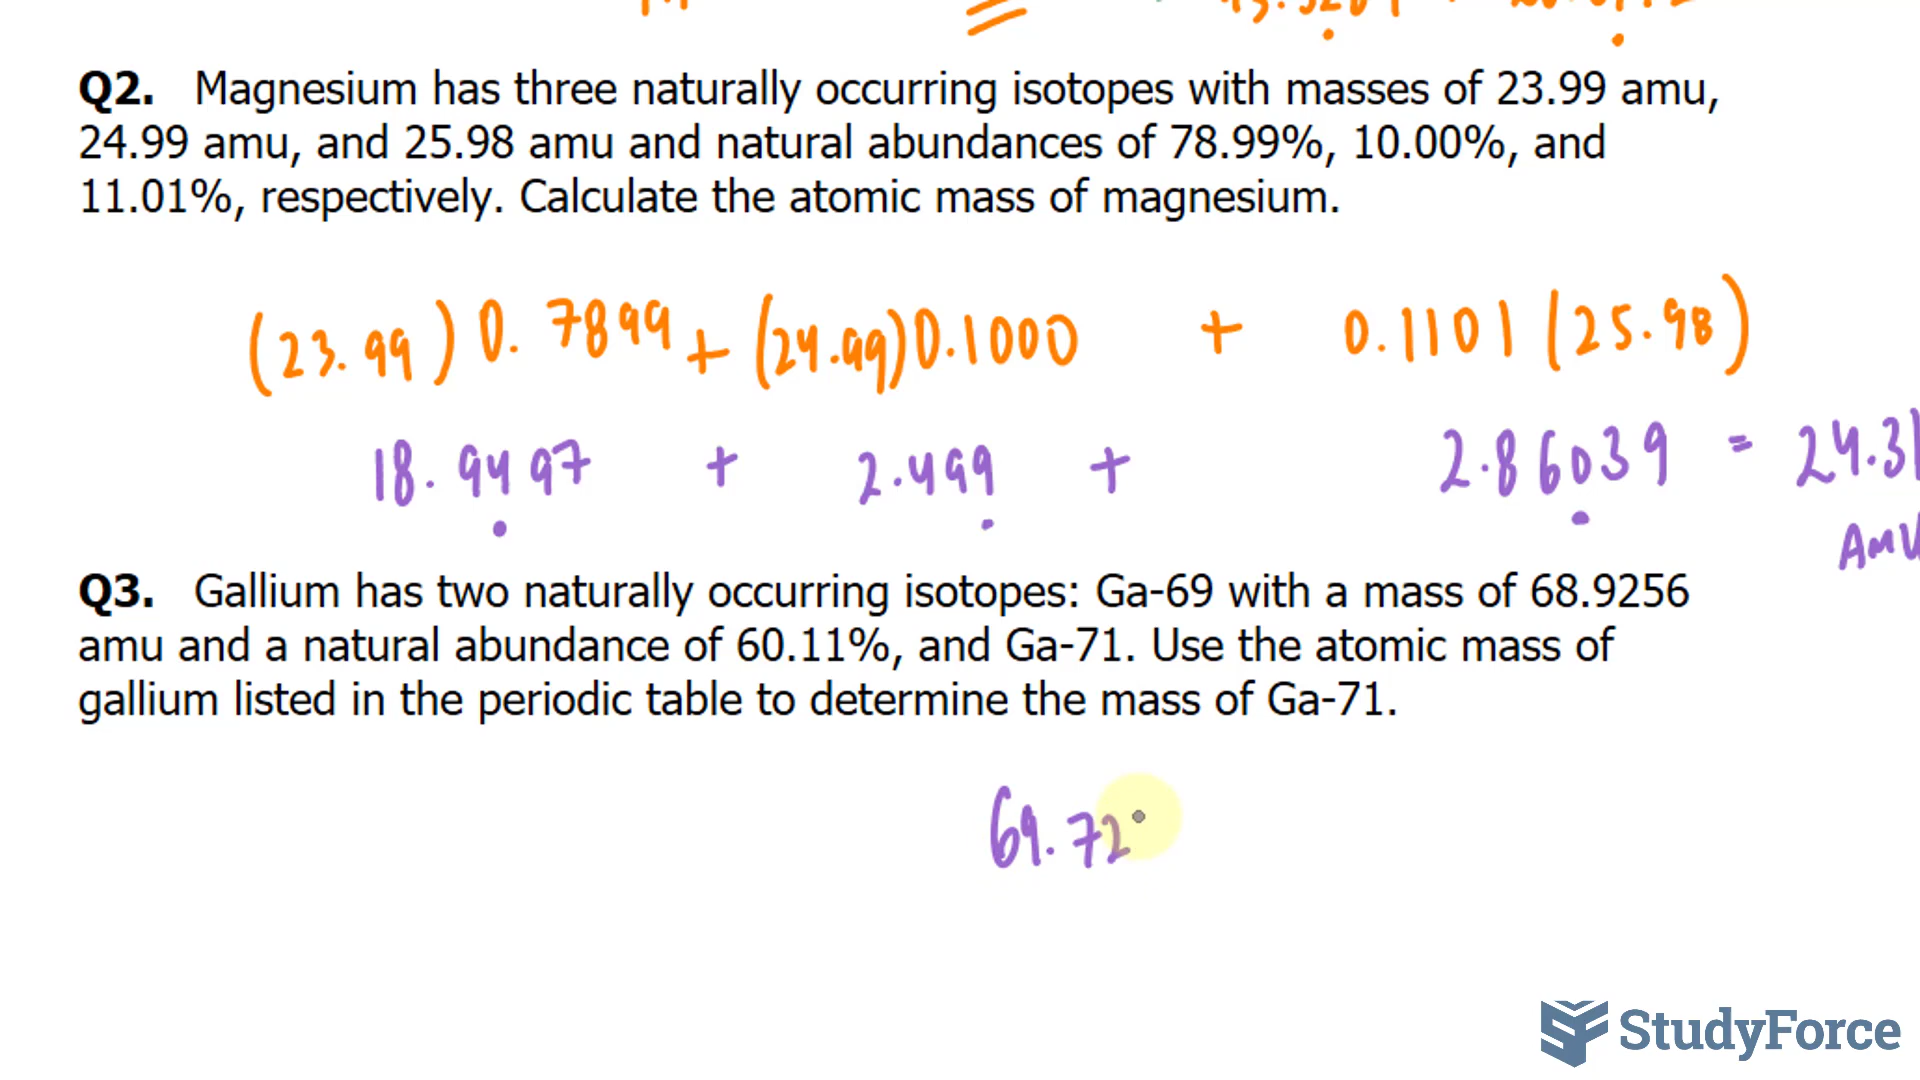 Q2. Magnesium has three naturally occurring isotopes with masses of 23.99 amu,
24.99 amu, and 25.98 amu and natural abundances of 78.99%, 10.00%, and
11.01%, respectively. Calculate the atomic mass of magnesium.
(23.99) 0.7899 + (24.99) 0.1000 + 0.1101 (25.98)
18.9497 + 2.499 + 2.86039 = 24.31
AMU
Q3. Gallium has two naturally occurring isotopes: Ga-69 with a mass of 68.9256
amu and a natural abundance of 60.11%, and Ga-71. Use the atomic mass of
gallium listed in the periodic table to determine the mass of Ga-71.
69.72
StudyForce